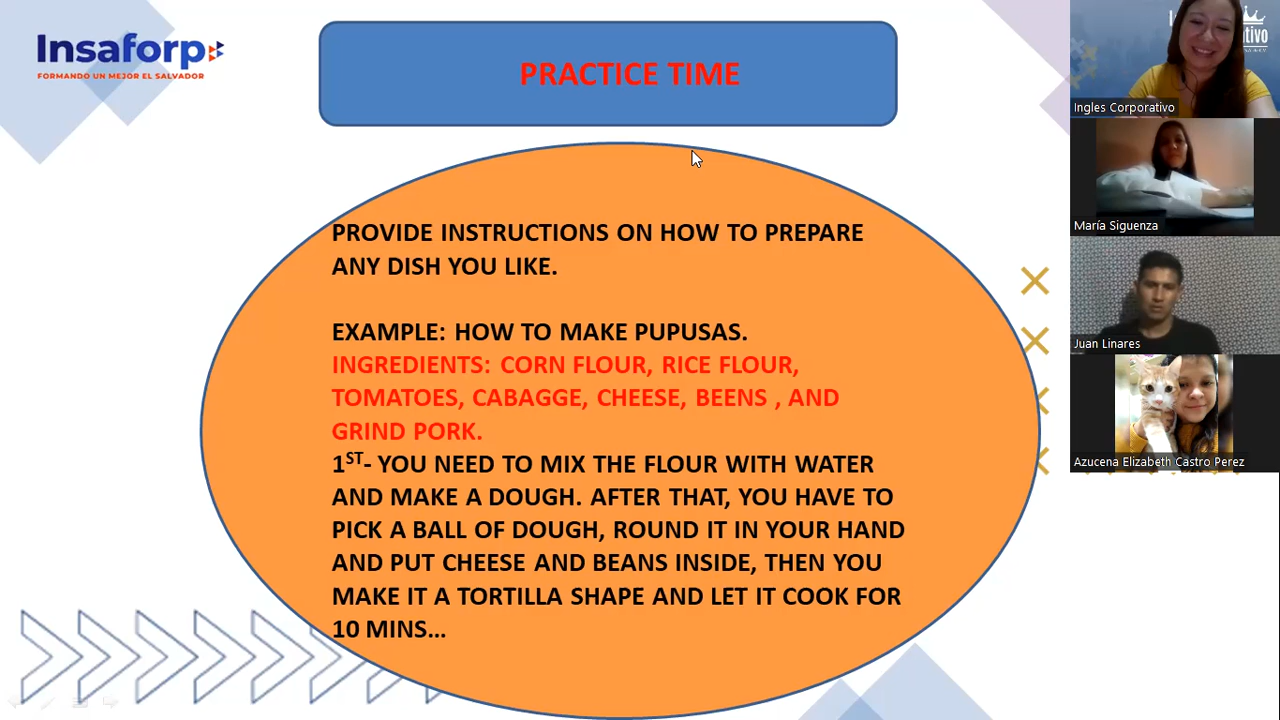 Insaforp
FORMANDO UN MEJOR EL SALVADOR
PRACTICE TIME
PROVIDE INSTRUCTIONS ON HOW TO PREPARE
ANY DISH YOU LIKE.
EXAMPLE: HOW TO MAKE PUPUSAS.
INGREDIENTS: CORN FLOUR, RICE FLOUR,
TOMATOES, CABAGGE, CHEESE, BEENS , AND
GRIND PORK.
1ST- YOU NEED TO MIX THE FLOUR WITH WATER
AND MAKE A DOUGH. AFTER THAT, YOU HAVE TO
PICK A BALL OF DOUGH, ROUND IT IN YOUR HAND
AND PUT CHEESE AND BEANS INSIDE, THEN YOU
MAKE IT A TORTILLA SHAPE AND LET IT COOK FOR
10 MINS...
Ingles Corporativo
María Siguenza
Juan Linares
Azucena Elizabeth Castro Perez